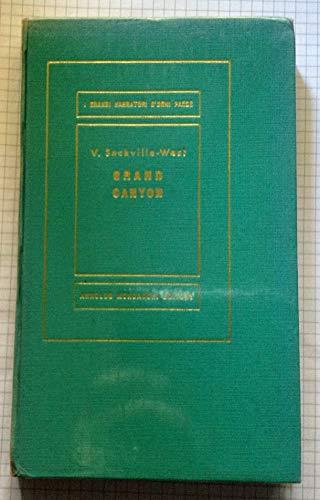 I GRANDI NARRATORI D'OGNI PAESE
V. Sackville-West
GRAND
CANYON
ARNOLDO MONDADORI EDITORE